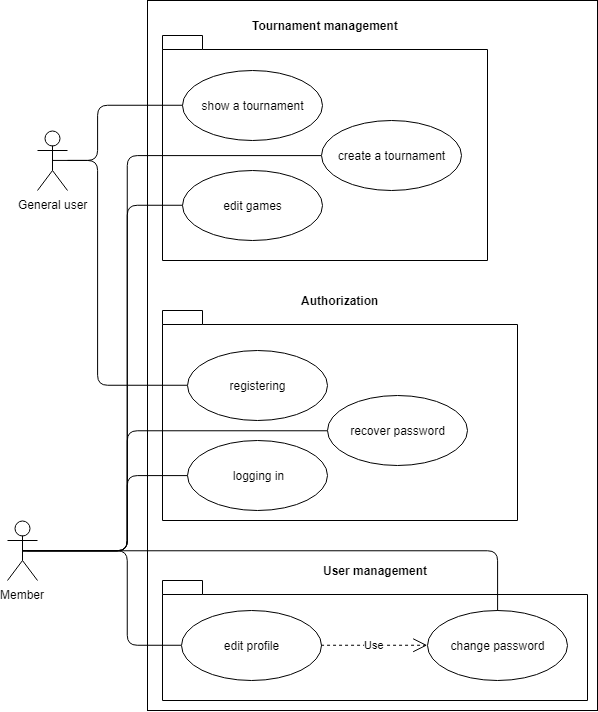 Tournament management
show a tournament
create a tournament
General user
edit games
Authorization
registering
recover password
logging in
Member
User management
edit profile
Use
change password